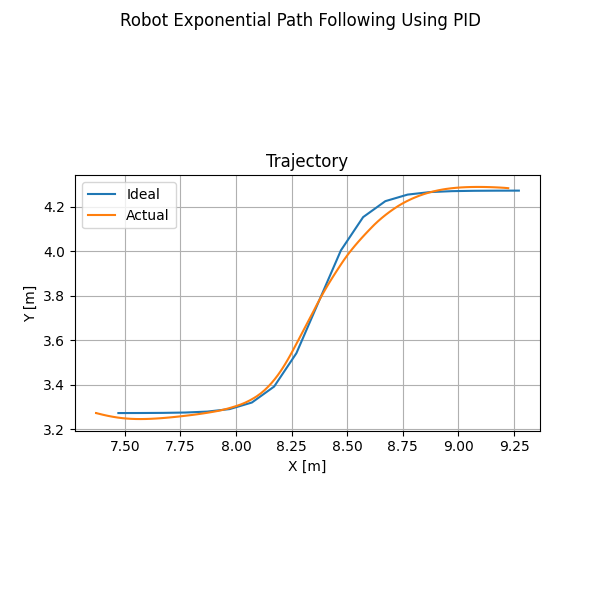 Robot Exponential Path Following Using PID
Trajectory
Ideal
Actual
Y [m]
4.2
4.0
3.8
3.6
3.4
3.2
7.50 7.75 8.00 8.25 8.50 8.75 9.00 9.25
X [m]